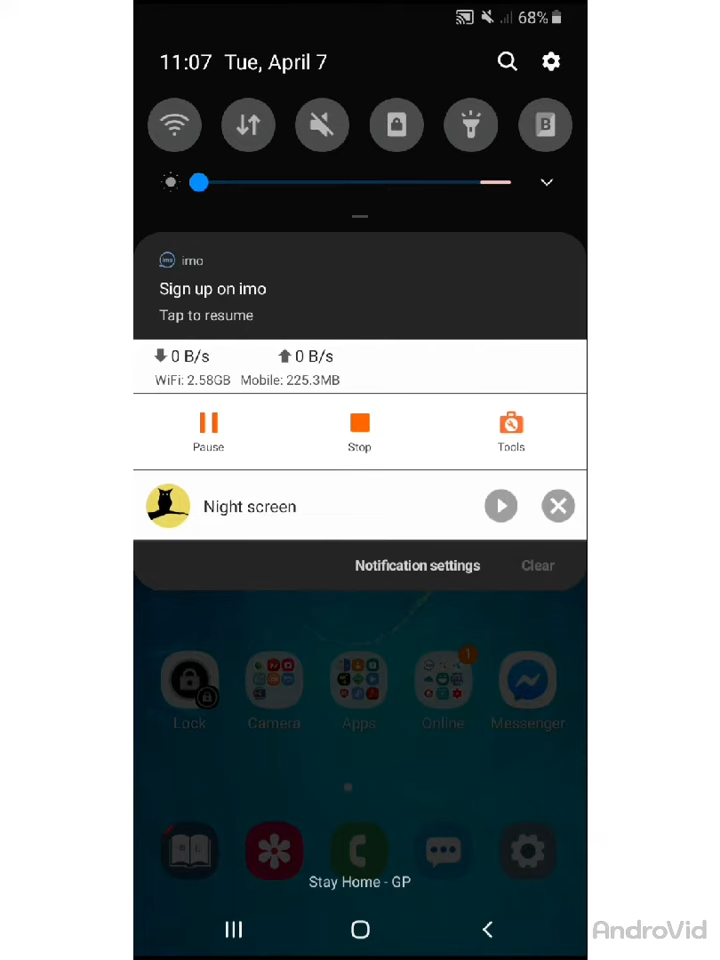 68%
11:07 Tue, April 7
B
imo
Sign up on imo
Tap to resume
0 B/s 0 B/s
WiFi: 2.58GB Mobile: 225.3MB
Pause Stop Tools
Night screen
Notification settings Clear
1
Lock Camera Apps Online Messenger
Stay Home - GP
AndroVid